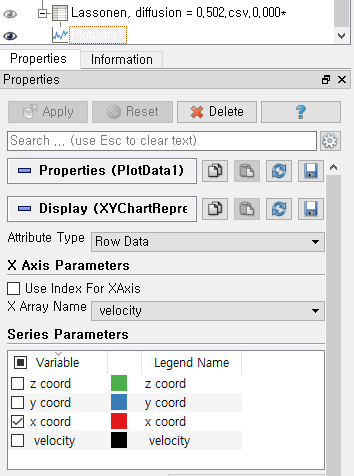 Lassonen, diffusion = 0,502,csv,0,000*
PlotData1
Properties Information
Properties
Apply Reset Delete ?
Search ,,, (use Esc to clear text)
Properties (PlotData1)
Display (XYChartRepre
Attribute Type Row Data
X Axis Parameters
Use Index For XAxis
X Array Name velocity
Series Parameters
Variable Legend Name
z coord z coord
y coord y coord
x coord x coord
velocity velocity